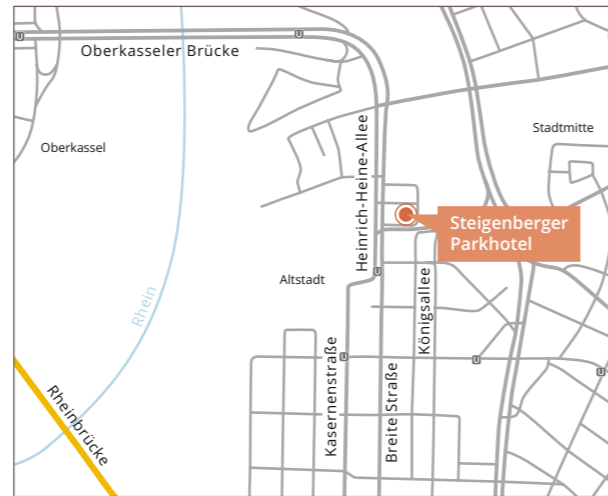 Oberkasseler Brücke
Oberkassel
Stadtmitte
Heinrich-Heine-Allee
Steigenberger
Parkhotel
Altstadt
Königsallee
Rhein
Kasernenstraße
Breite Straße
Rheinbrücke
U
U
U
U
U
U